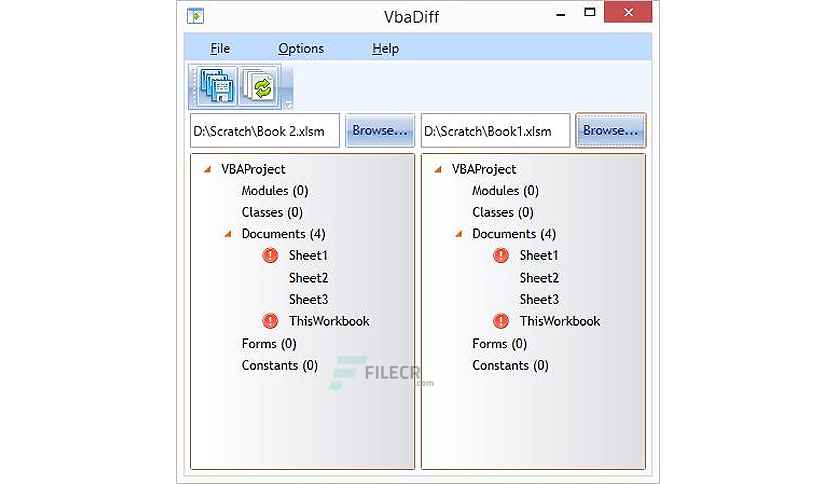 VbaDiff
File Options Help
D:\Scratch\Book 2.xlsm Browse... D:\Scratch\Book1.xlsm Browse...
VBAProject
Modules (0)
Classes (0)
Documents (4)
Sheet1
Sheet2
Sheet3
ThisWorkbook
Forms (0)
Constants (0)
VBAProject
Modules (0)
Classes (0)
Documents (4)
Sheet1
Sheet2
Sheet3
ThisWorkbook
Forms (0)
Constants (0)
FILECR
.com